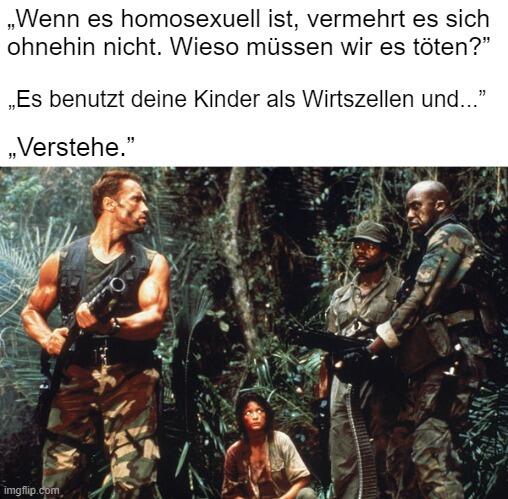 „Wenn es homosexuell ist, vermehrt es sich
ohnehin nicht. Wieso müssen wir es töten?”
„Es benutzt deine Kinder als Wirtszellen und...”
„Verstehe.”
imgflip.com